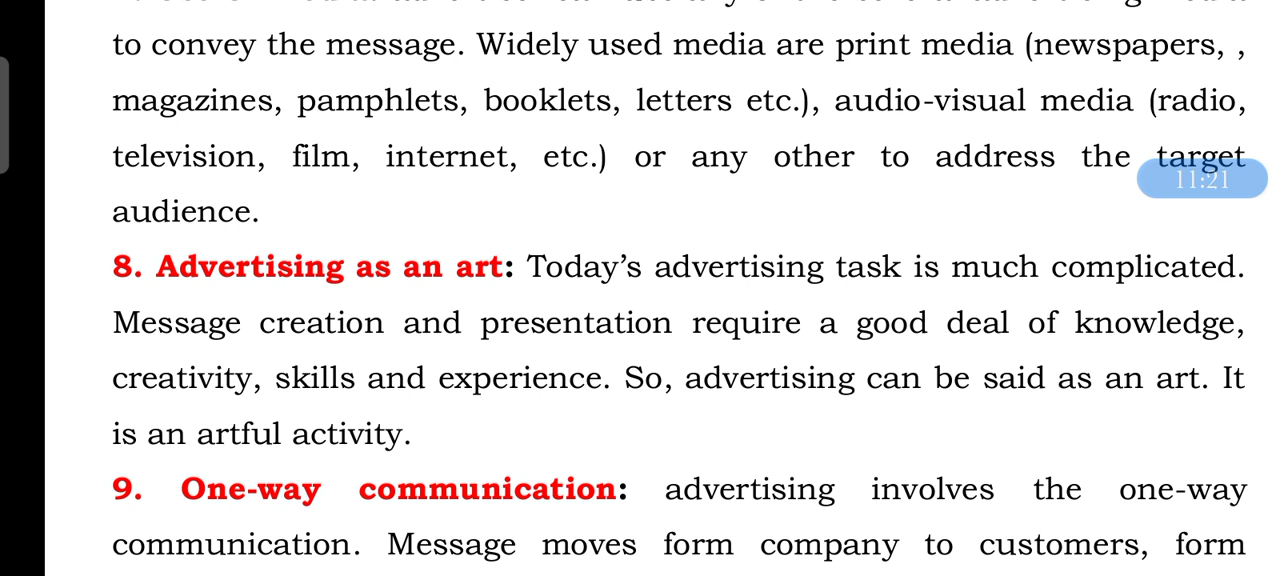 to convey the message. Widely used media are print media (newspapers, ,
magazines, pamphlets, booklets, letters etc.), audio-visual media (radio,
television, film, internet, etc.) or any other to address the target
11:21
audience.
8. Advertising as an art: Today’s advertising task is much complicated.
Message creation and presentation require a good deal of knowledge,
creativity, skills and experience. So, advertising can be said as an art. It
is an artful activity.
9. One-way communication: advertising involves the one-way
communication. Message moves form company to customers, form